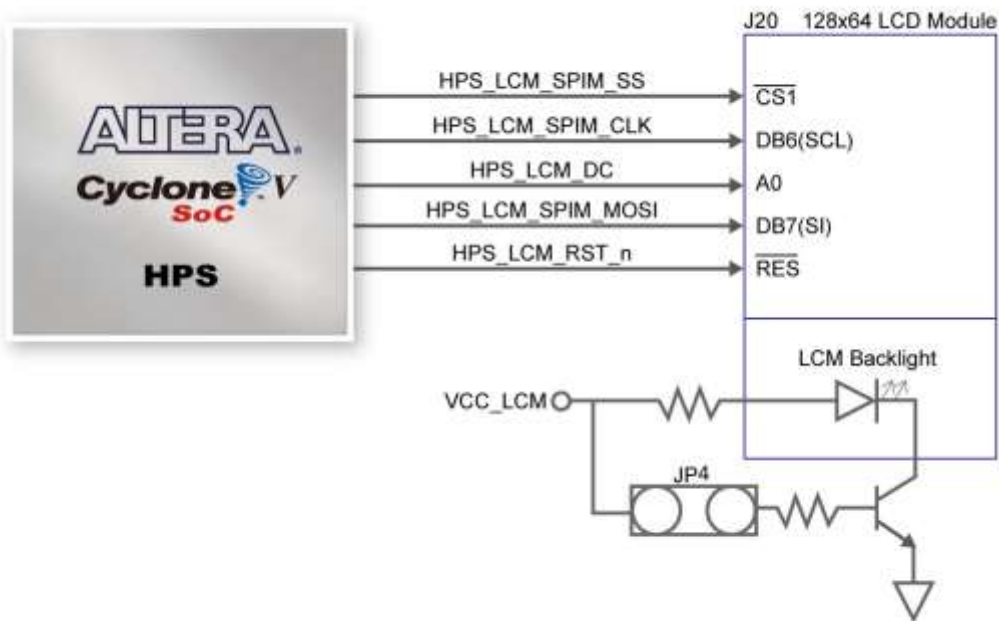 J20 128x64 LCD Module
HPS_LCM_SPIM_SS
CS1
ALTERA®
HPS_LCM_SPIM_CLK
DB6(SCL)
Cyclone V
SoC
HPS_LCM_DC
A0
HPS_LCM_SPIM_MOSI
DB7(SI)
HPS
HPS_LCM_RST_n
RES
LCM Backlight
VCC_LCM
JP4